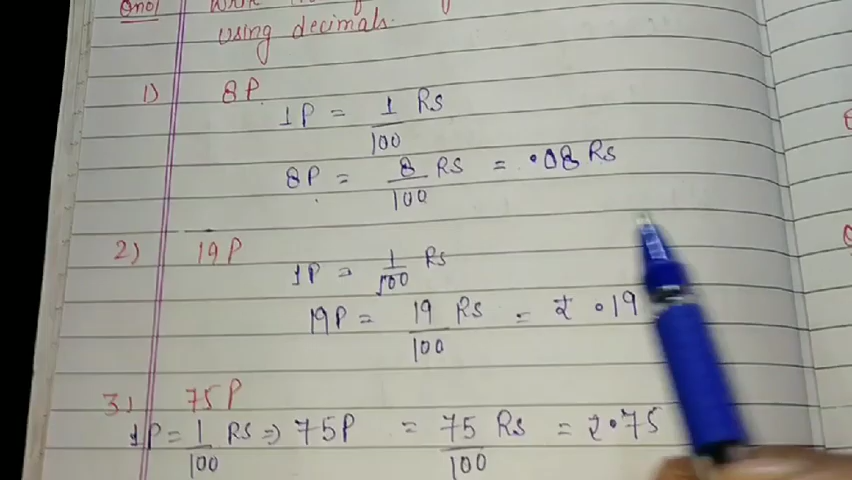 Qno1
using decimals.
1) 8P.
1P = 1/100 Rs
8P = 8/100 Rs = .08 Rs
2) 19P
1P = 1/100 Rs
19P = 19/100 Rs = ₹ .19
3) 75P
1P = 1/100 Rs ⇒ 75P = 75/100 Rs = ₹.75